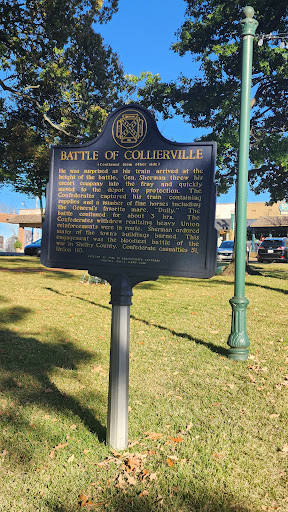 BATTLE OF COLLIERVILLE
(Continued from other side)
He was surprised as his train arrived at the
height of the battle. Gen. Sherman threw his
escort company into the fray and quickly
moved to the depot for protection. The
Confederates captured his train containing
supplies and a number of fine horses including
the General's favorite mare, "Dolly." The
battle continued for about 3 hrs. The
Confederates withdrew realizing heavy Union
reinforcements were in route. Sherman ordered
many of the town's buildings burned. This
engagement was the bloodiest battle of the
war in Shelby County. Confederate Casualties 51,
Union 163.